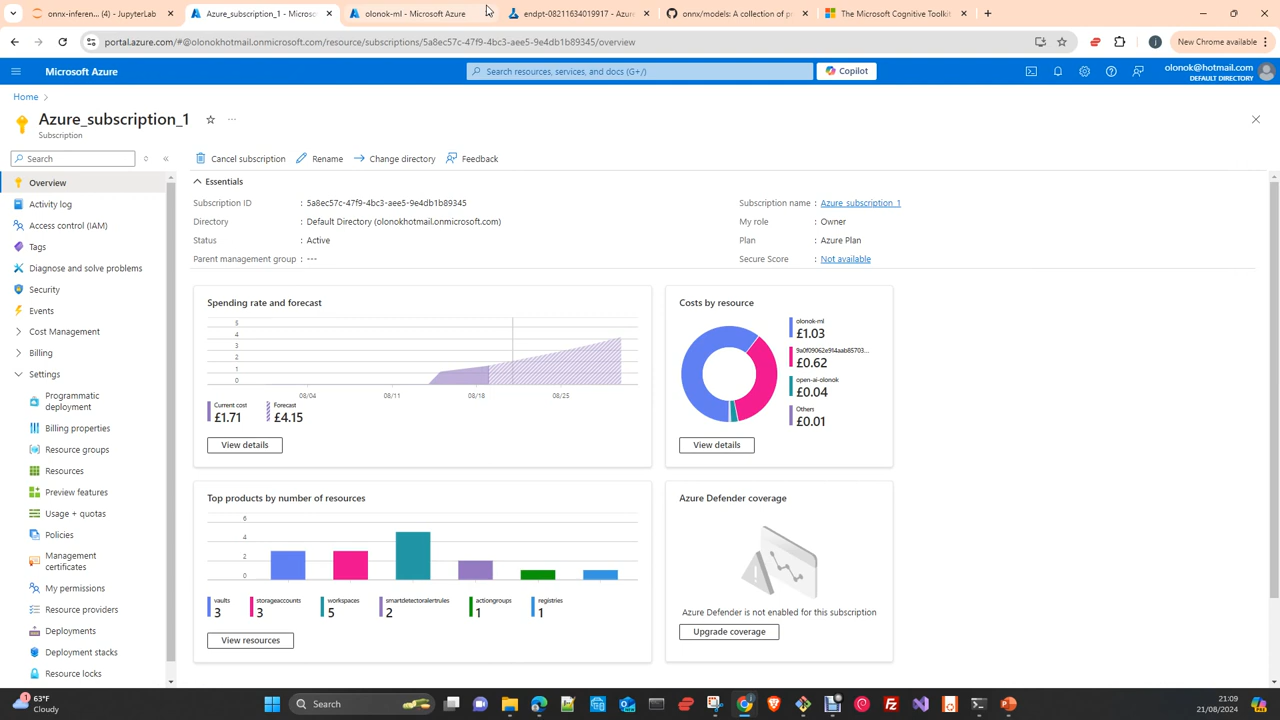 onnx-inferen... (4) - JupyterLab
Azure_subscription_1 - Microso
olonok-ml - Microsoft Azure
endpt-08211634019917 - Azure
onnx/models: A collection of p
The Microsoft Cognitive Toolkit
portal.azure.com/#@olonokhotmail.onmicrosoft.com/resource/subscriptions/5a8ec57c-47f9-4bc3-aee5-9e4db1b89345/overview
New Chrome available
Microsoft Azure
Search resources, services, and docs (G+/)
Copilot
olonok@hotmail.com
DEFAULT DIRECTORY
Home
Azure_subscription_1
Subscription
Search
Cancel subscription
Rename
Change directory
Feedback
Overview
Activity log
Access control (IAM)
Tags
Diagnose and solve problems
Security
Events
Cost Management
Billing
Settings
Programmatic
deployment
Billing properties
Resource groups
Resources
Preview features
Usage + quotas
Policies
Management
certificates
My permissions
Resource providers
Deployments
Deployment stacks
Resource locks
Essentials
Subscription ID : 5a8ec57c-47f9-4bc3-aee5-9e4db1b89345
Directory : Default Directory (olonokhotmail.onmicrosoft.com)
Status : Active
Parent management group : ---
Subscription name : Azure_subscription_1
My role : Owner
Plan : Azure Plan
Secure Score : Not available
Spending rate and forecast
5
4
3
2
1
0
08/04
08/11
08/18
08/25
Current cost
£1.71
Forecast
£4.15
View details
Costs by resource
olonok-ml
£1.03
9a0f09062e914aab85703...
£0.62
open-ai-olonok
£0.04
Others
£0.01
View details
Top products by number of resources
6
4
2
0
vaults
3
storageaccounts
3
workspaces
5
smartdetectoralertrules
2
actiongroups
1
registries
1
View resources
Azure Defender coverage
Azure Defender is not enabled for this subscription
Upgrade coverage
63°F
Cloudy
Search
21:09
21/08/2024